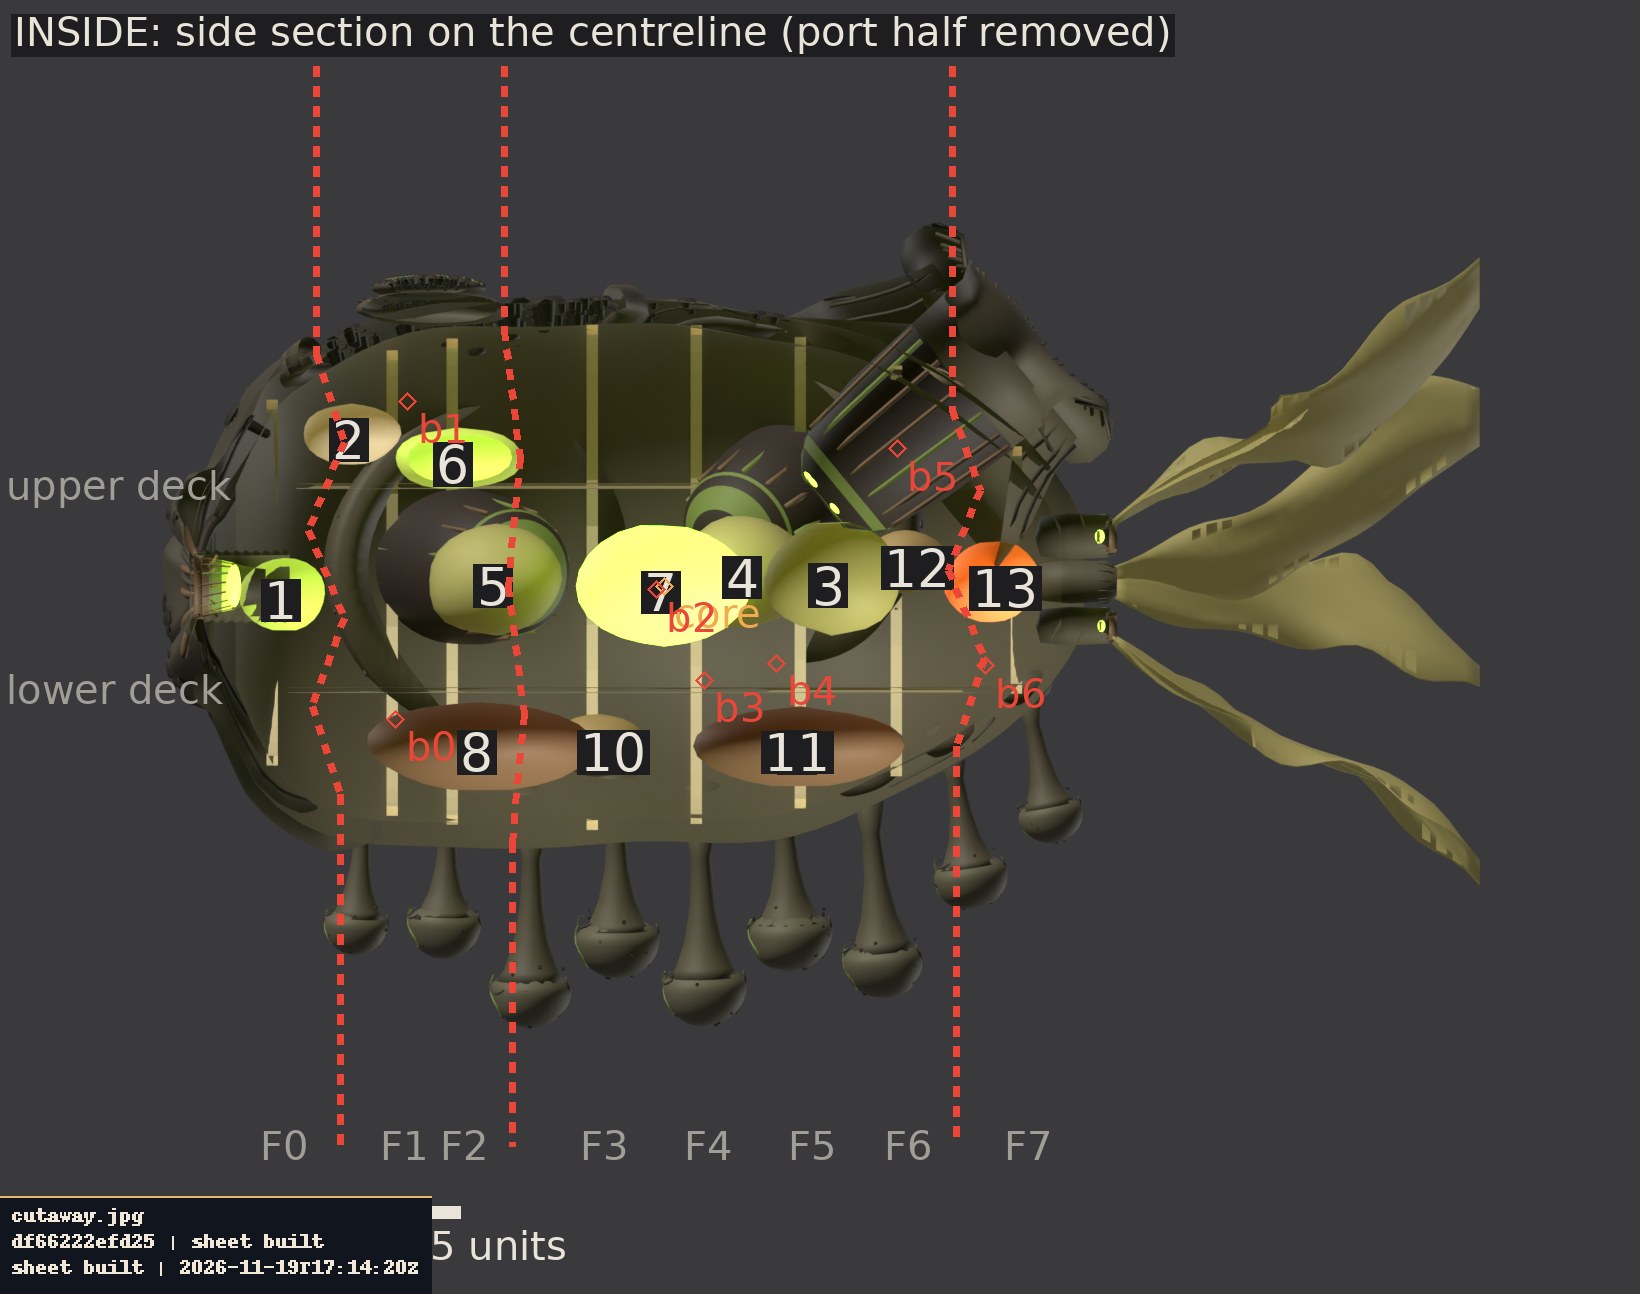 INSIDE: side section on the centreline (port half removed)
b1
2
6
upper deck
b5
12
5
7
4
3
13
1
core
b2
lower deck
b4
b6
b3
b0
8
10
11
F0 F1 F2 F3 F4 F5 F6 F7
5 units
cutaway.jpg
df66222efd25 | sheet built
sheet built | 2026-11-19T17:14:20Z